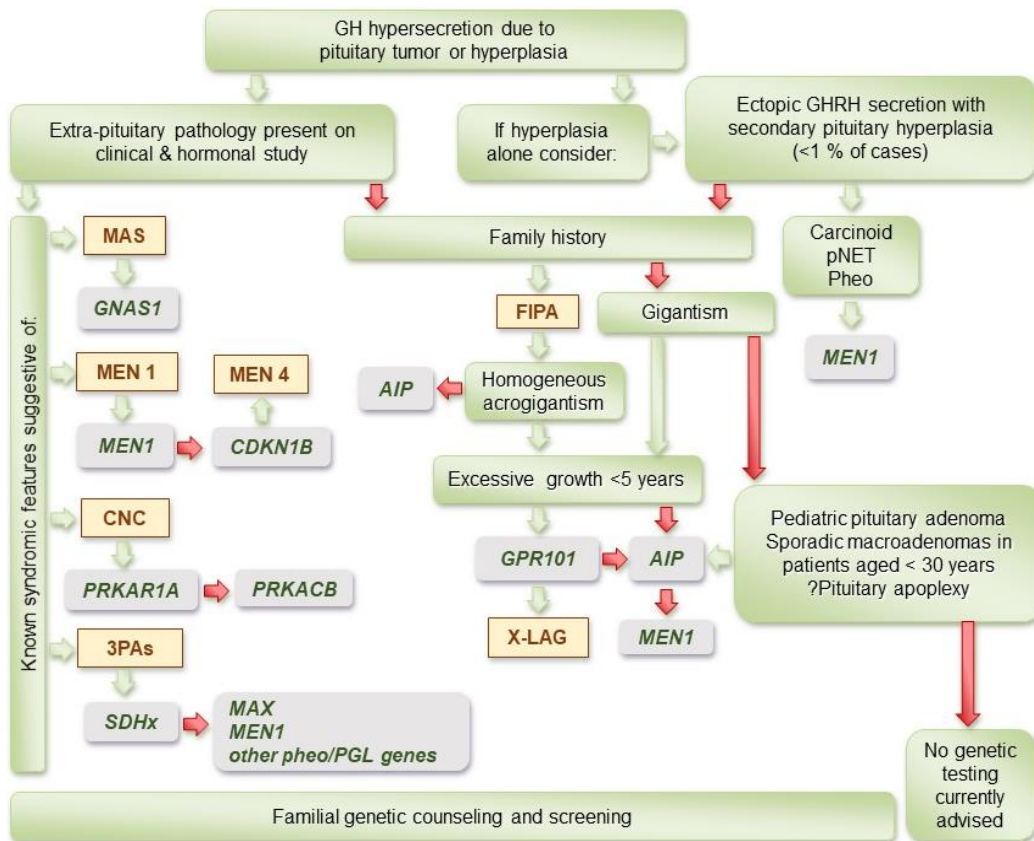 GH hypersecretion due to
pituitary tumor or hyperplasia
Extra-pituitary pathology present on
clinical & hormonal study
If hyperplasia
alone consider:
Ectopic GHRH secretion with
secondary pituitary hyperplasia
(<1 % of cases)
Known syndromic features suggestive of:
MAS
GNAS1
MEN 1
MEN 4
MEN1
CDKN1B
CNC
PRKAR1A
PRKACB
3PAs
SDHx
MAX
MEN1
other pheo/PGL genes
Family history
FIPA
Gigantism
AIP
Homogeneous
acrogigantism
Excessive growth <5 years
GPR101
AIP
X-LAG
MEN1
Carcinoid
pNET
Pheo
MEN1
Pediatric pituitary adenoma
Sporadic macroadenomas in
patients aged < 30 years
?Pituitary apoplexy
No genetic
testing
currently
advised
Familial genetic counseling and screening